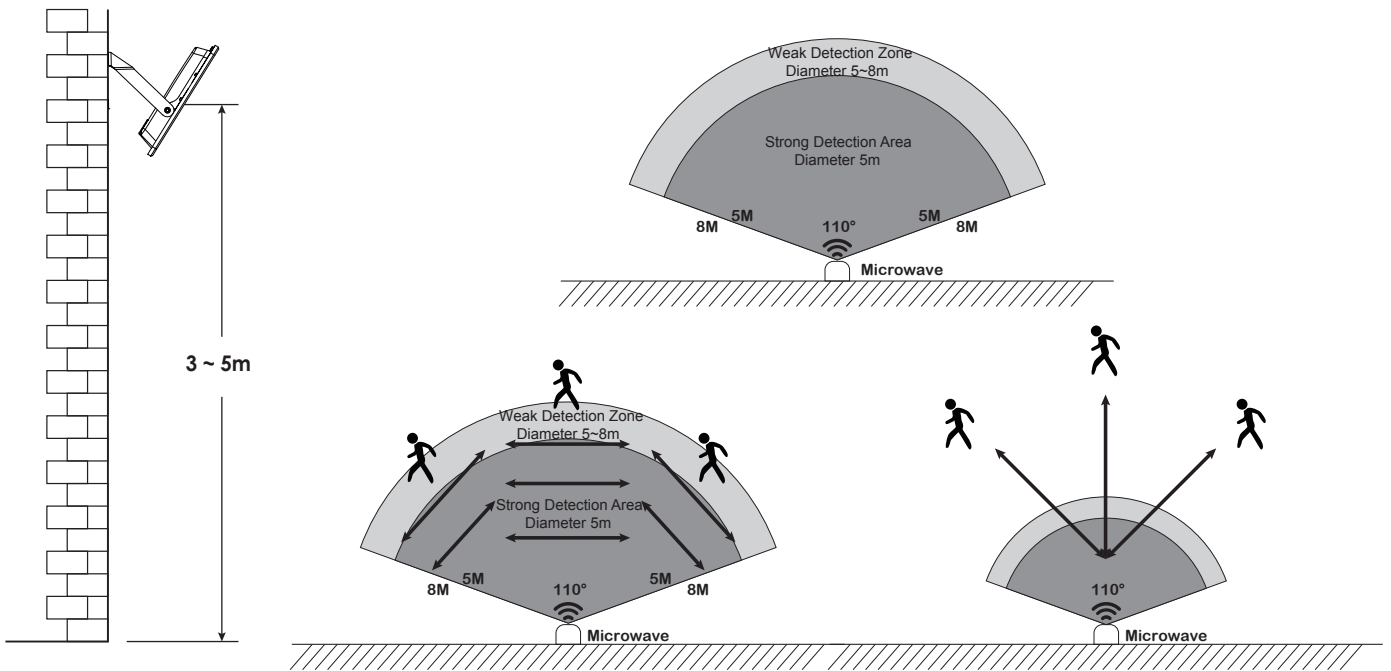 3 ~ 5m
Weak Detection Zone
Diameter 5~8m
Strong Detection Area
Diameter 5m
5M
8M
110°
5M
8M
Microwave
Weak Detection Zone
Diameter 5~8m
Strong Detection Area
Diameter 5m
5M
8M
110°
5M
8M
Microwave
110°
Microwave